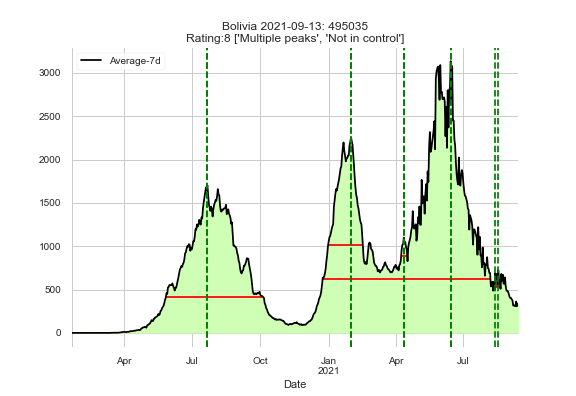 Bolivia 2021-09-13: 495035
Rating:8 ['Multiple peaks', 'Not in control']
Average-7d
3000
2500
2000
1500
1000
500
0
Apr Jul Oct Jan Apr Jul
2021
Date